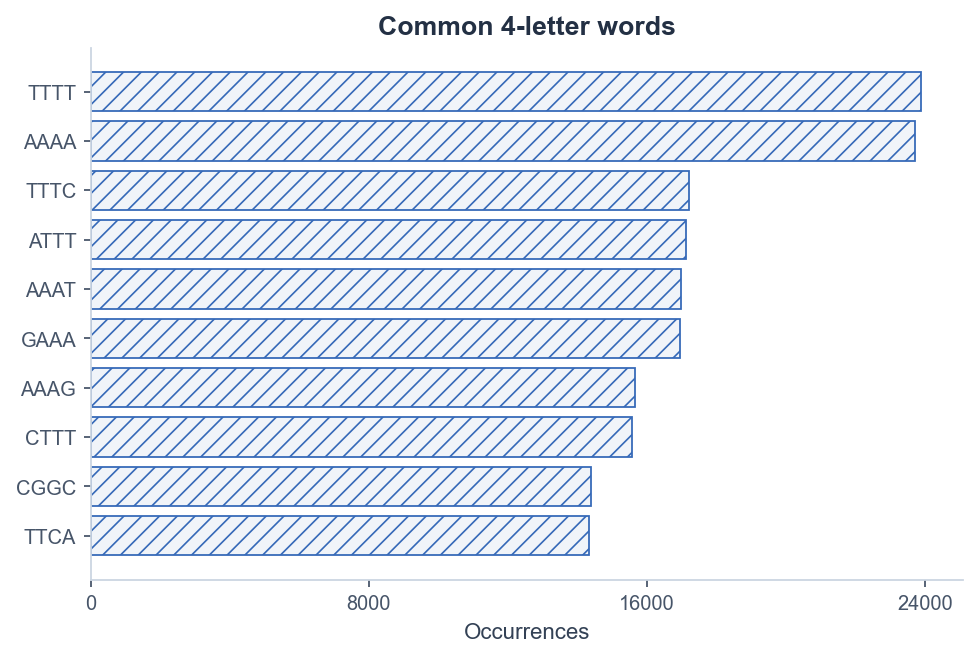 Common 4-letter words
TTTT
AAAA
TTTC
ATTT
AAAT
GAAA
AAAG
CTTT
CGGC
TTCA
0 8000 16000 24000
Occurrences